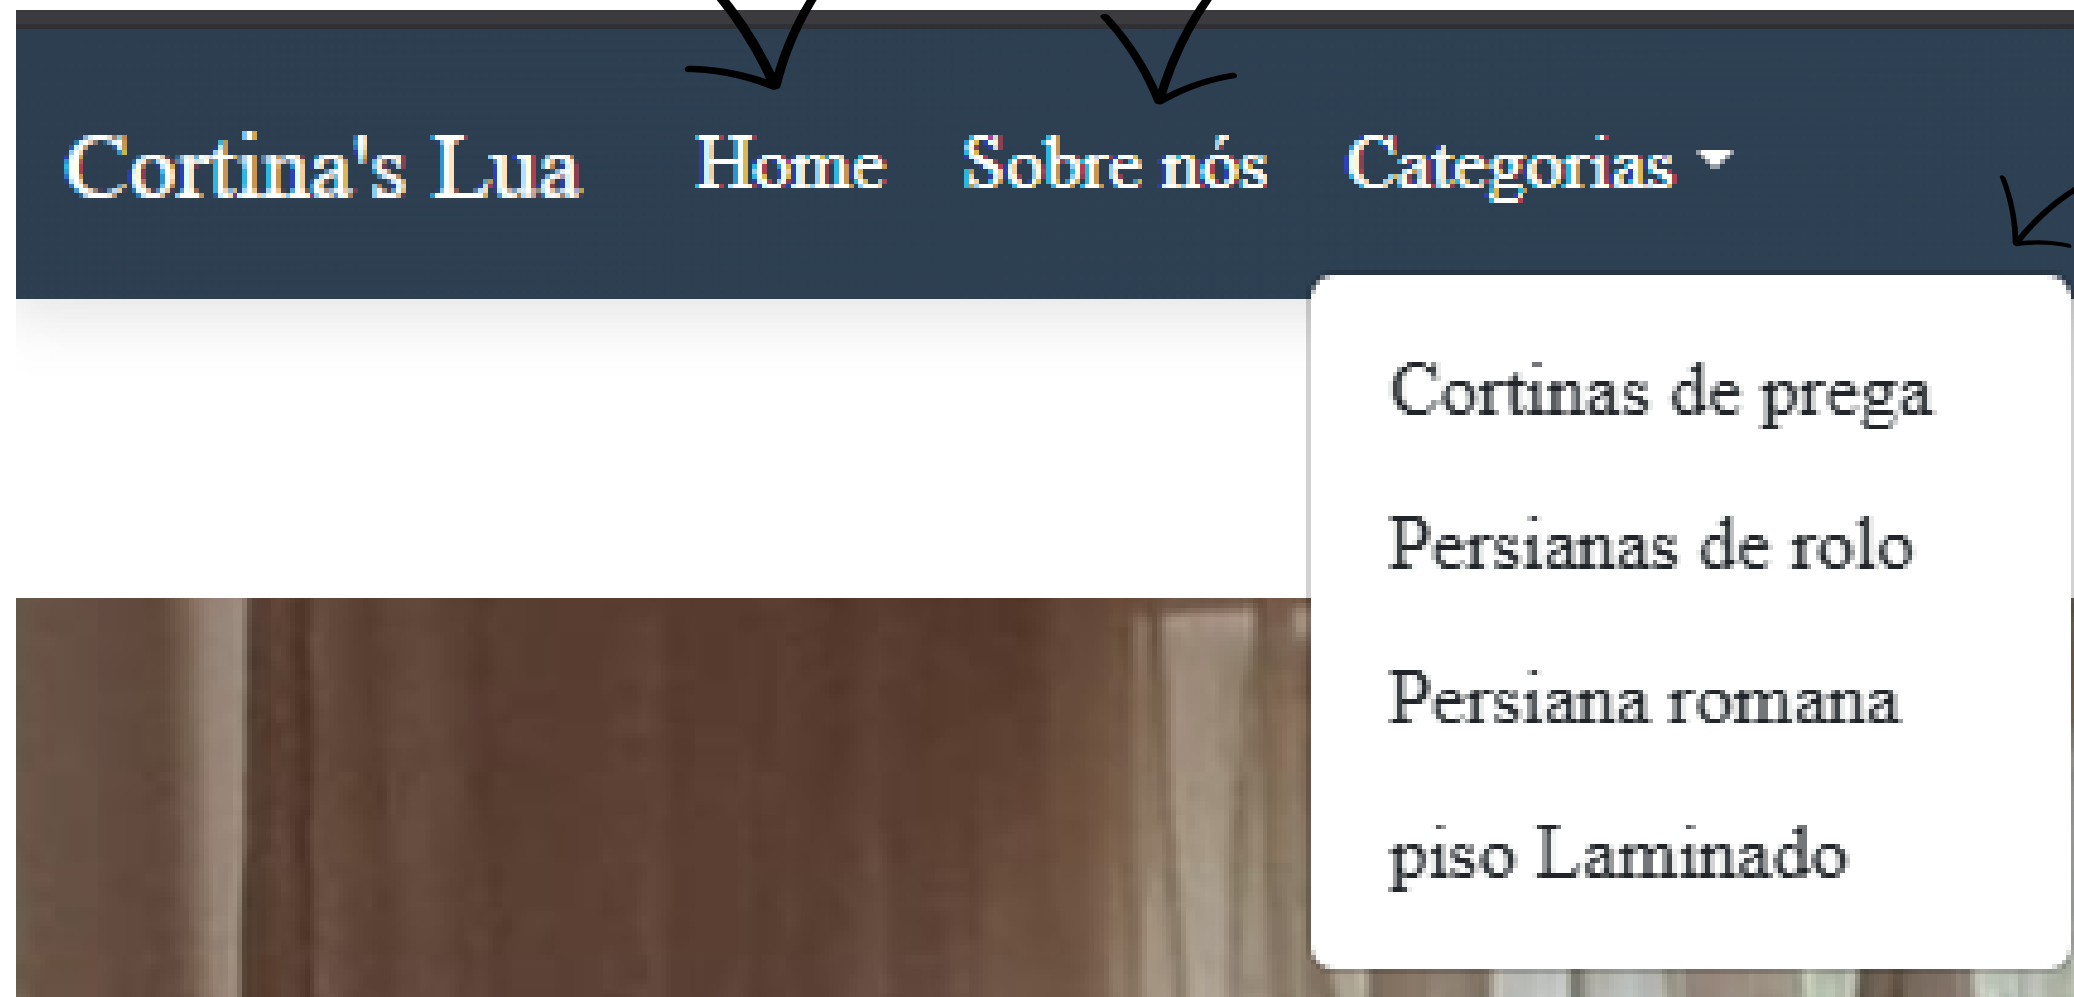 Cortina's Lua Home Sobre nós Categorias
Cortinas de prega
Persianas de rolo
Persiana romana
piso Laminado